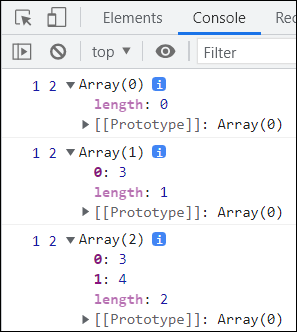 Elements Console Sources
top Filter
1 2 ▼Array(0) i
length: 0
▶[[Prototype]]: Array(0)
1 2 ▼Array(1) i
0: 3
length: 1
▶[[Prototype]]: Array(0)
1 2 ▼Array(2) i
0: 3
1: 4
length: 2
▶[[Prototype]]: Array(0)